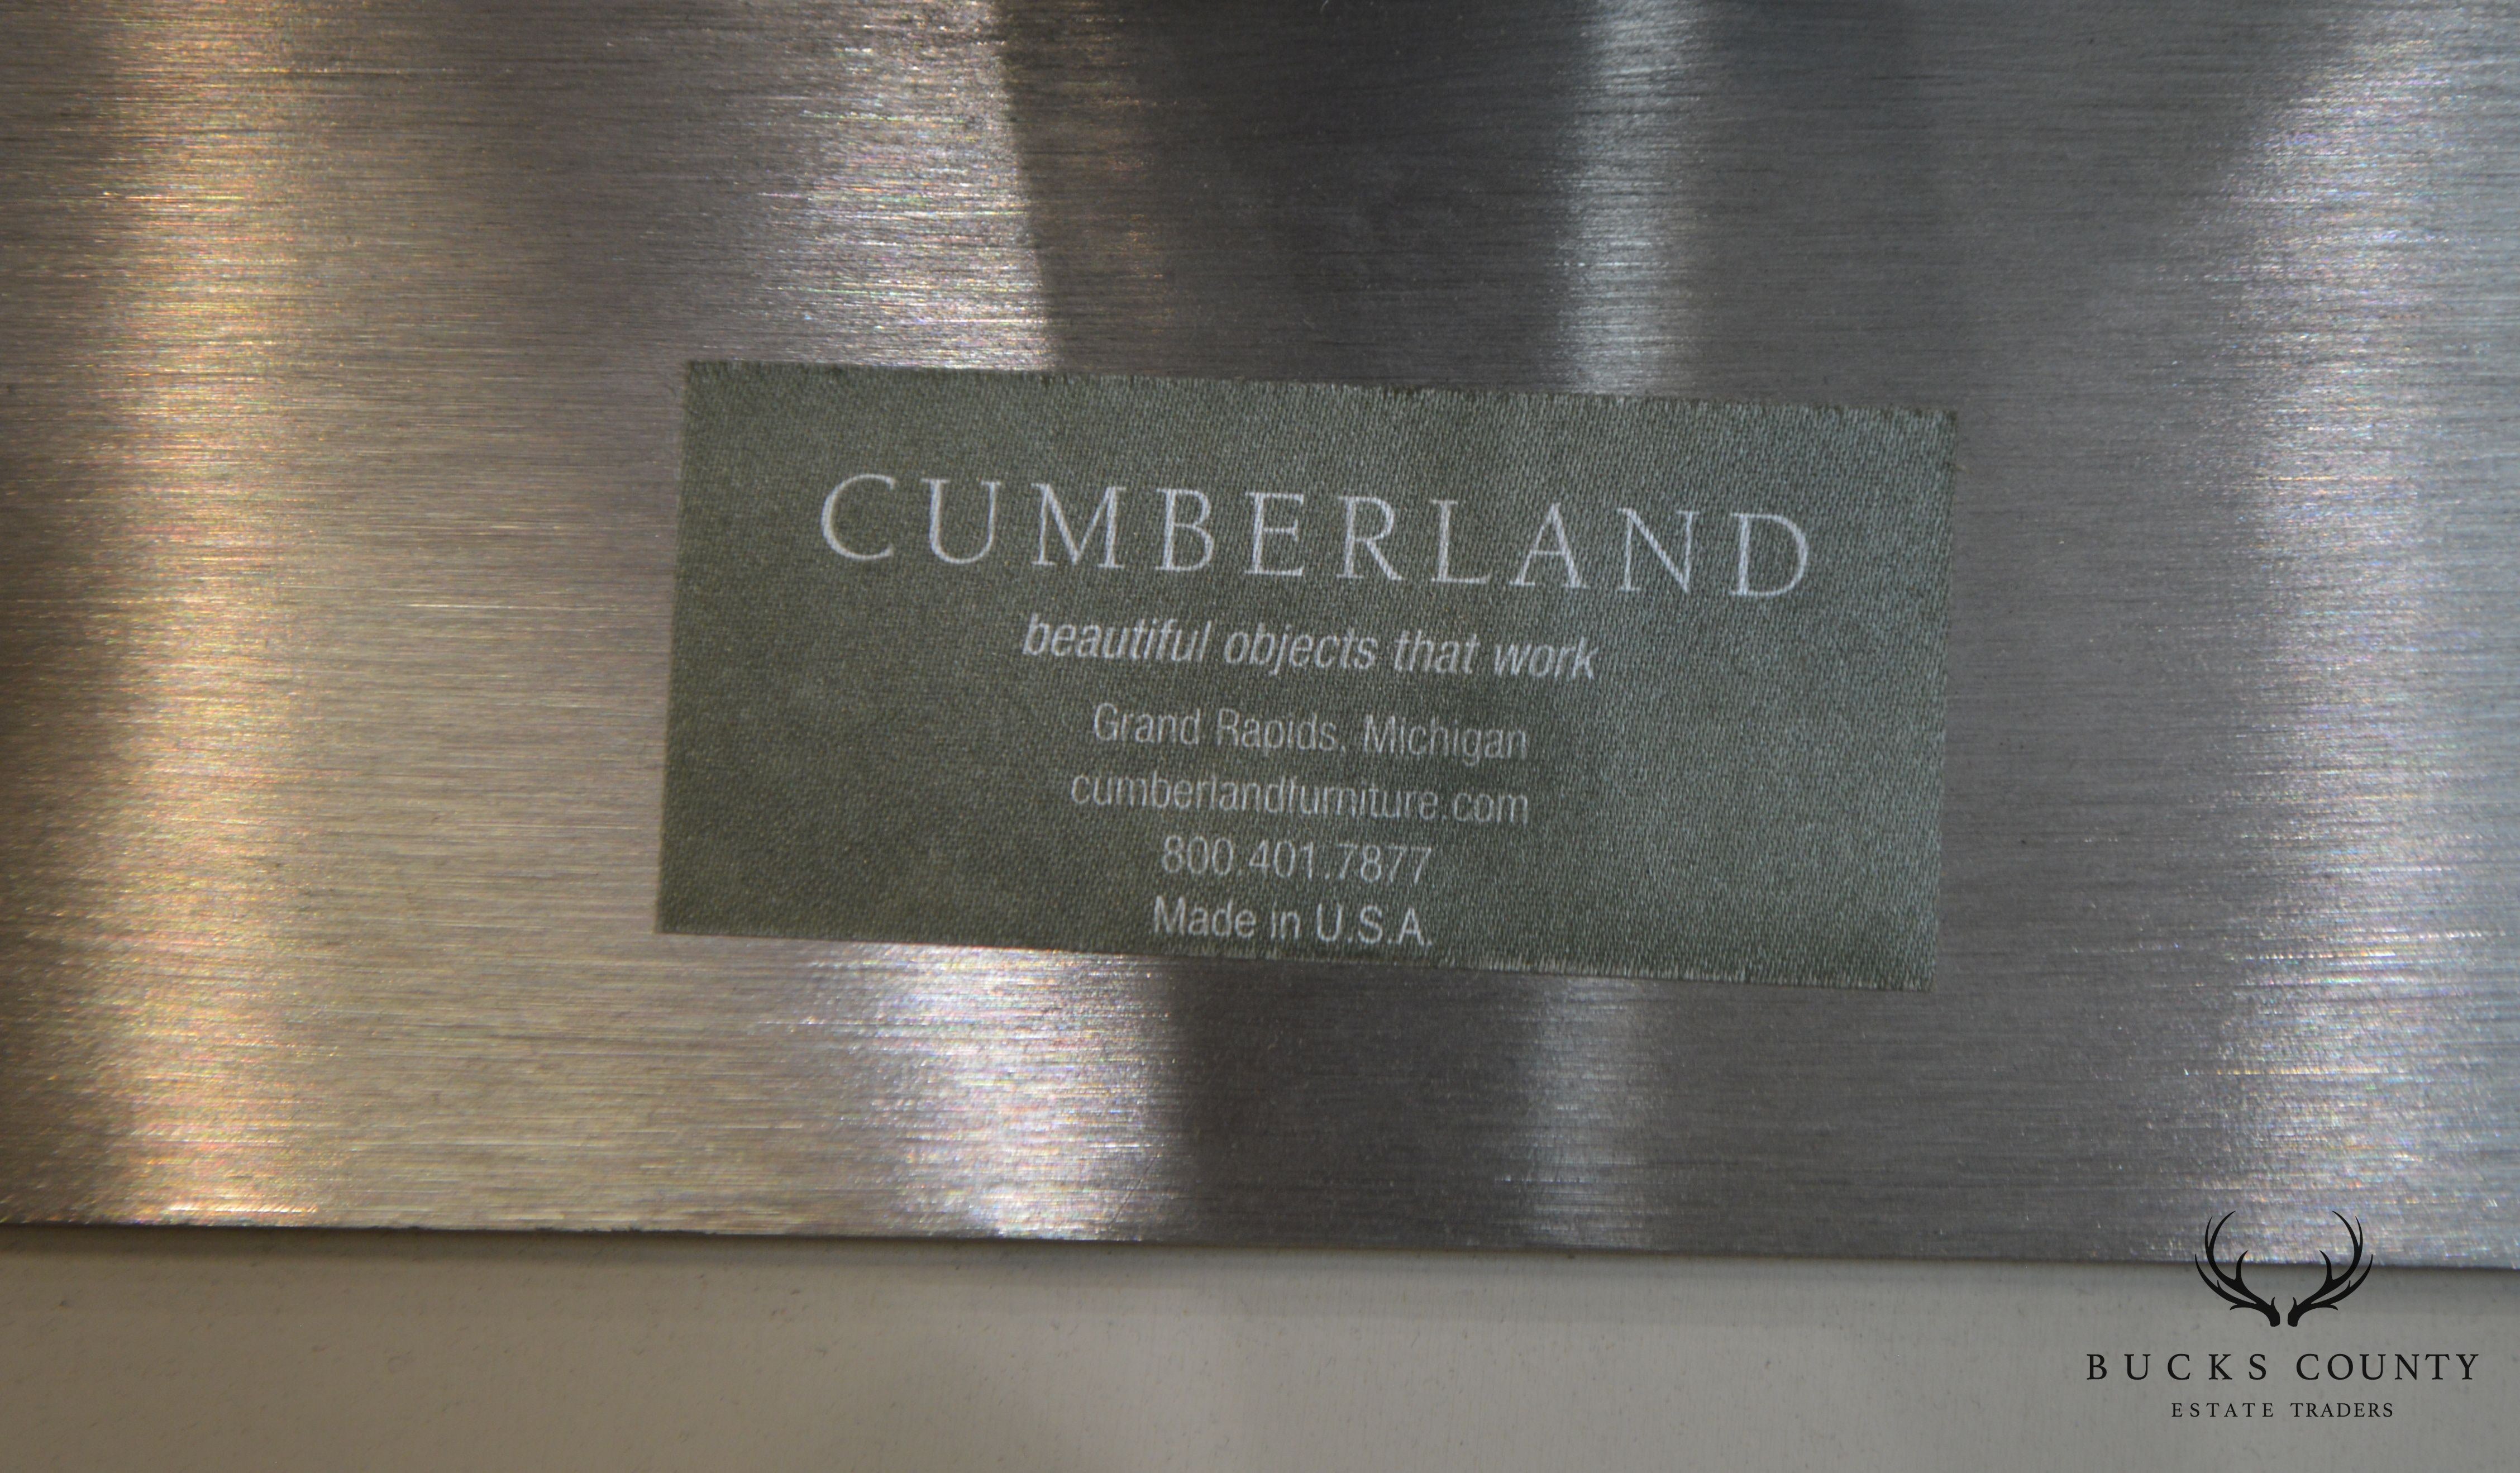 CUMBERLAND
beautiful objects that work
Grand Rapids, Michigan
cumberlandfurniture.com
800.401.7877
Made in U.S.A.
BUCKS COUNTY
ESTATE TRADERS